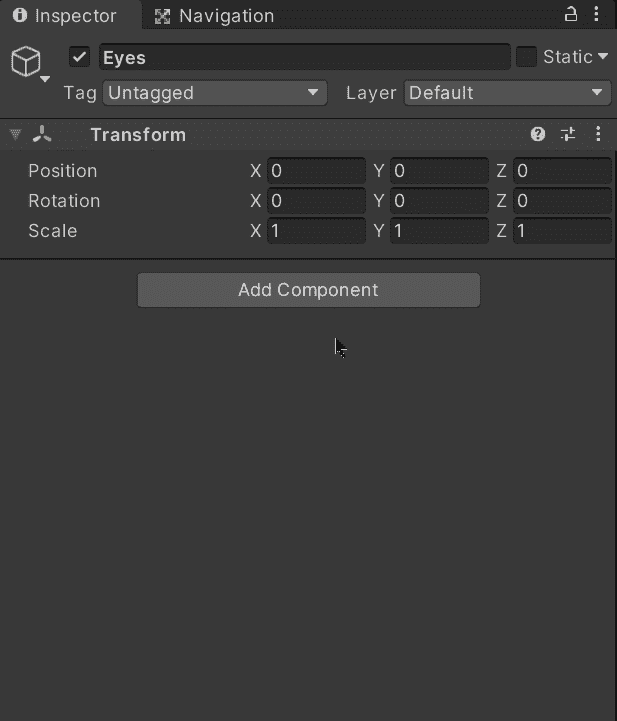 Inspector Navigation
Eyes Static
Tag Untagged Layer Default
Transform
Position X 0 Y 0 Z 0
Rotation X 0 Y 0 Z 0
Scale X 1 Y 1 Z 1
Add Component